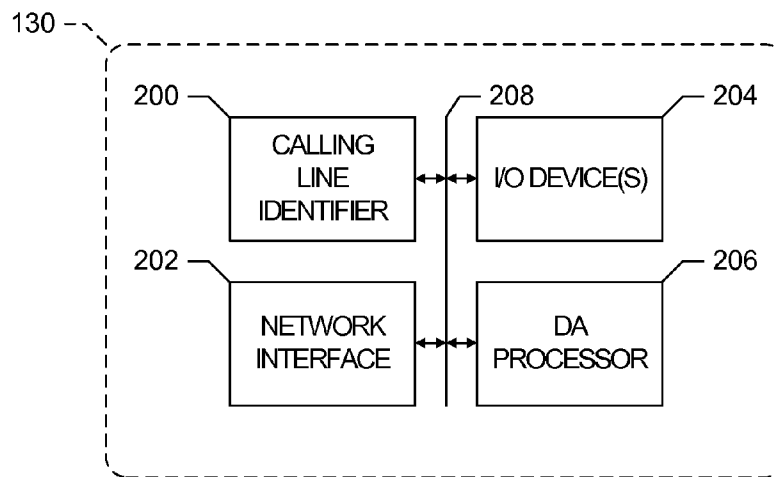 130
200
208
204
CALLING
LINE
IDENTIFIER
I/O DEVICE(S)
202
206
NETWORK
INTERFACE
DA
PROCESSOR